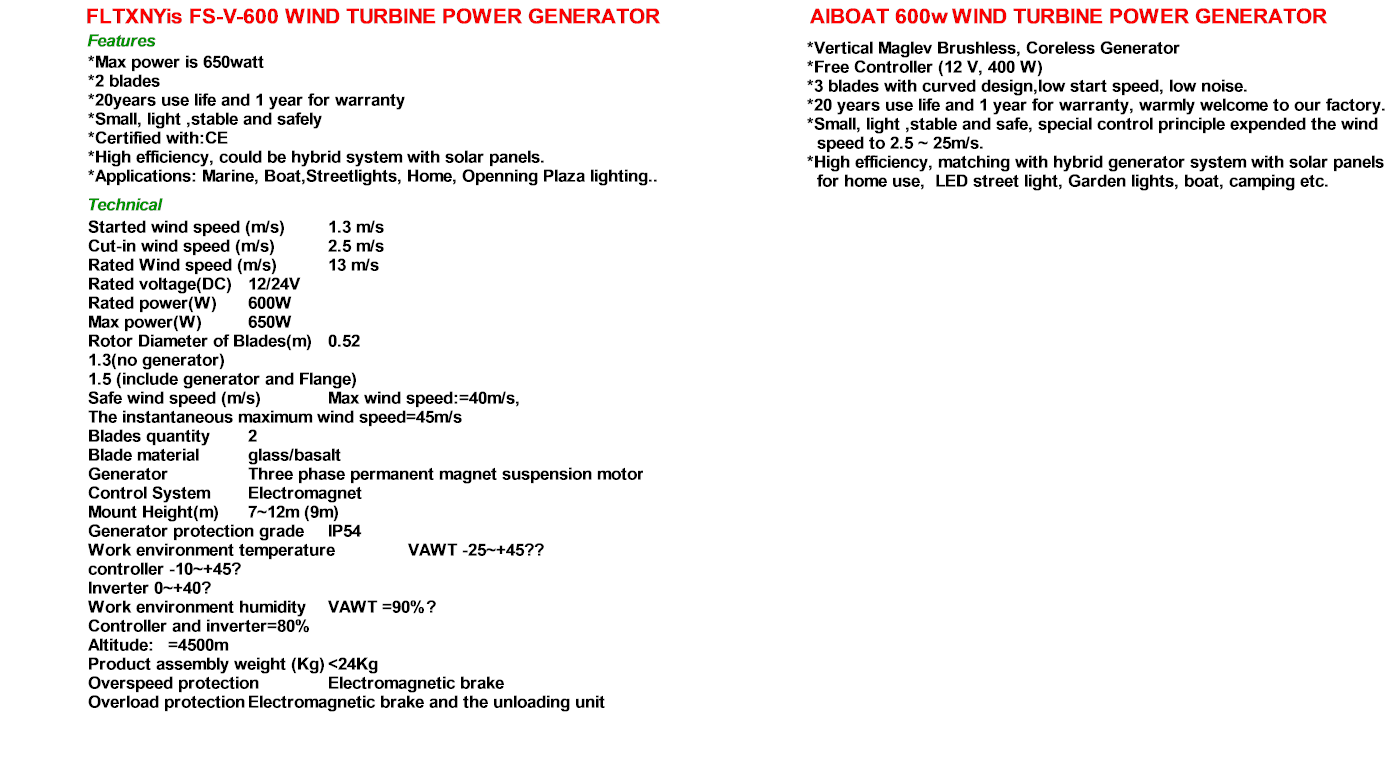 FLTXNYis FS-V-600 WIND TURBINE POWER GENERATOR
Features
*Max power is 650watt
*2 blades
*20years use life and 1 year for warranty
*Small, light ,stable and safely
*Certified with:CE
*High efficiency, could be hybrid system with solar panels.
*Applications: Marine, Boat,Streetlights, Home, Openning Plaza lighting..
Technical
Started wind speed (m/s) 1.3 m/s
Cut-in wind speed (m/s) 2.5 m/s
Rated Wind speed (m/s) 13 m/s
Rated voltage(DC) 12/24V
Rated power(W) 600W
Max power(W) 650W
Rotor Diameter of Blades(m) 0.52
1.3(no generator)
1.5 (include generator and Flange)
Safe wind speed (m/s) Max wind speed:=40m/s,
The instantaneous maximum wind speed=45m/s
Blades quantity 2
Blade material glass/basalt
Generator Three phase permanent magnet suspension motor
Control System Electromagnet
Mount Height(m) 7~12m (9m)
Generator protection grade IP54
Work environment temperature VAWT -25~+45??
controller -10~+45?
Inverter 0~+40?
Work environment humidity VAWT =90%?
Controller and inverter=80%
Altitude: =4500m
Product assembly weight (Kg) <24Kg
Overspeed protection Electromagnetic brake
Overload protection Electromagnetic brake and the unloading unit
AIBOAT 600w WIND TURBINE POWER GENERATOR
*Vertical Maglev Brushless, Coreless Generator
*Free Controller (12 V, 400 W)
*3 blades with curved design,low start speed, low noise.
*20 years use life and 1 year for warranty, warmly welcome to our factory.
*Small, light ,stable and safe, special control principle expended the wind
speed to 2.5 ~ 25m/s.
*High efficiency, matching with hybrid generator system with solar panels
for home use, LED street light, Garden lights, boat, camping etc.